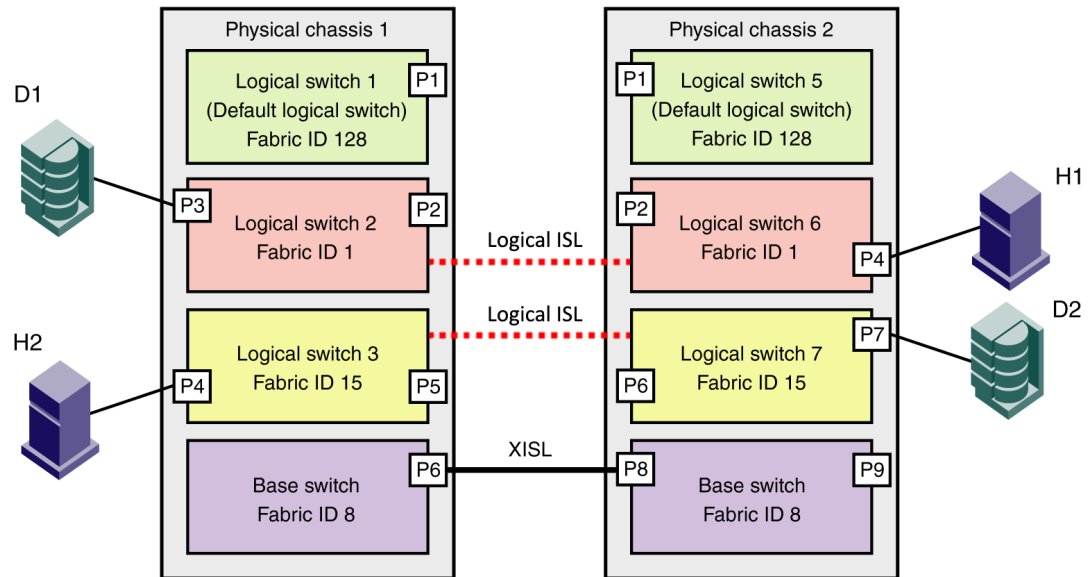 Physical chassis 1
Logical switch 1
(Default logical switch)
Fabric ID 128
P1
D1
P3
Logical switch 2
Fabric ID 1
P2
H2
P4
Logical switch 3
Fabric ID 15
P5
Base switch
Fabric ID 8
P6
Logical ISL
Logical ISL
XISL
Physical chassis 2
P1
Logical switch 5
(Default logical switch)
Fabric ID 128
P2
Logical switch 6
Fabric ID 1
P4
H1
P6
Logical switch 7
Fabric ID 15
P7
D2
P8
Base switch
Fabric ID 8
P9